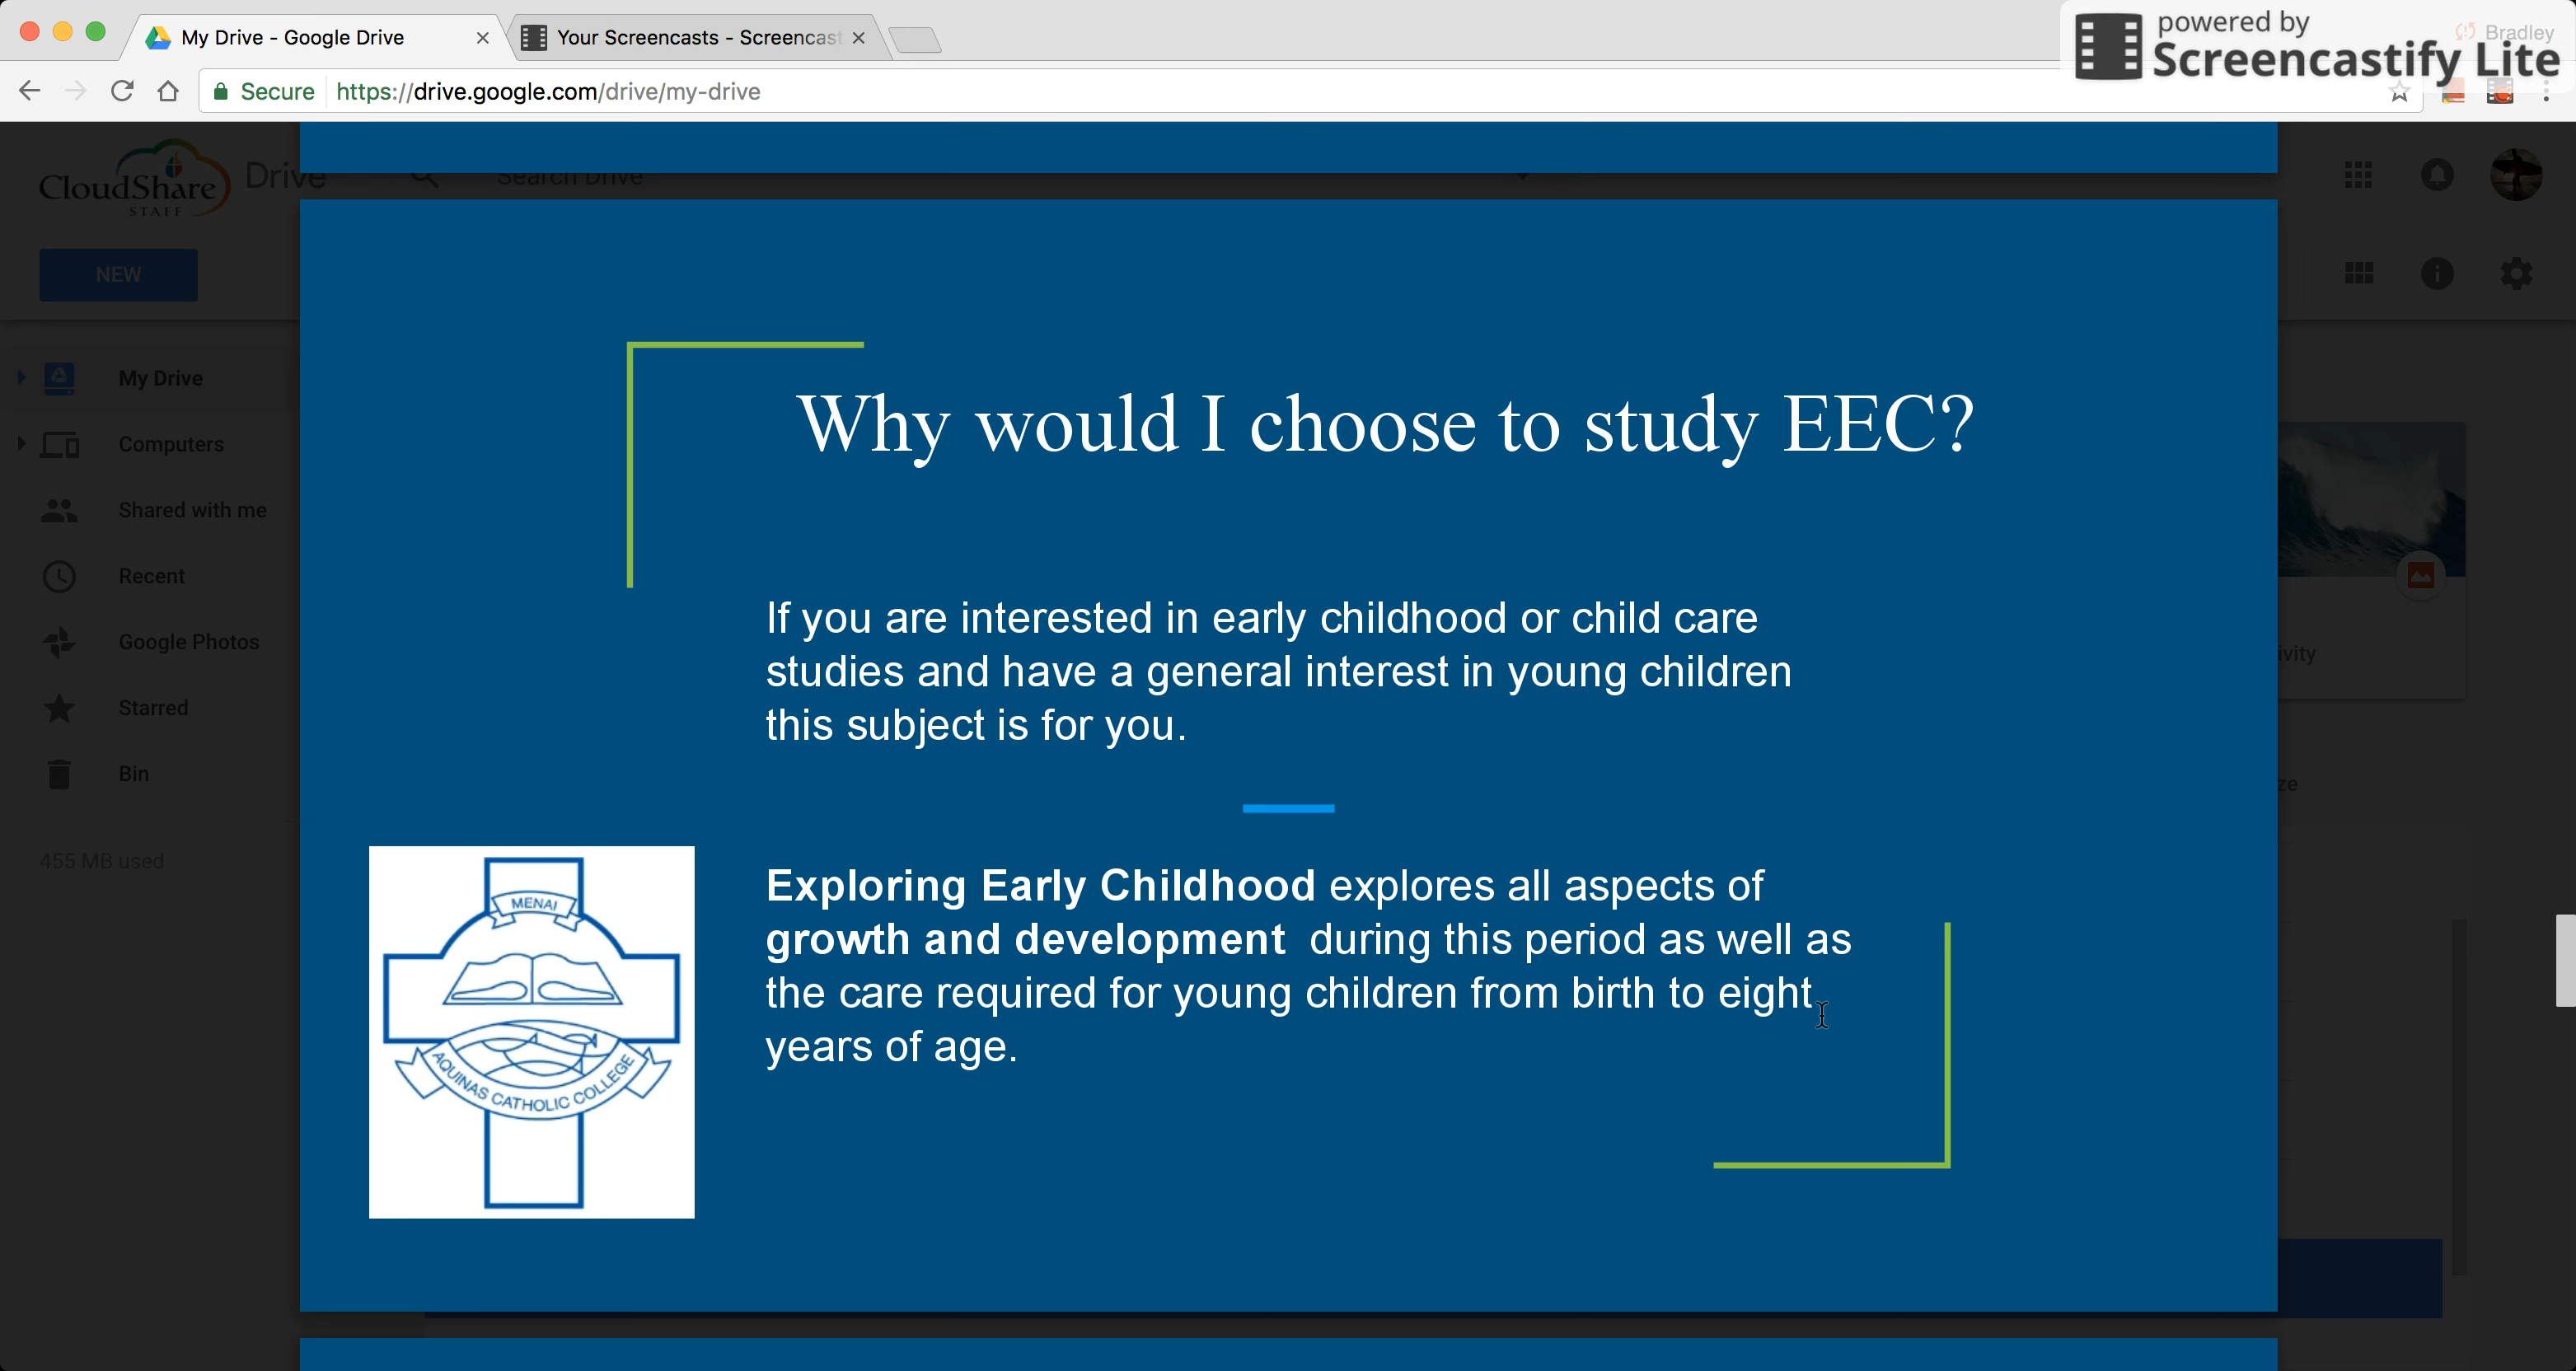 My Drive - Google Drive
Your Screencasts - Screencast
powered by
Screencastify Lite
Bradley
Secure
https://drive.google.com/drive/my-drive
CloudShare
STAFF
Drive
Search Drive
NEW
My Drive
Computers
Shared with me
Recent
Google Photos
Starred
Bin
455 MB used
Why would I choose to study EEC?
If you are interested in early childhood or child care
studies and have a general interest in young children
this subject is for you.
Exploring Early Childhood explores all aspects of
growth and development during this period as well as
the care required for young children from birth to eight
years of age.
MENAI
AQUINAS CATHOLIC COLLEGE